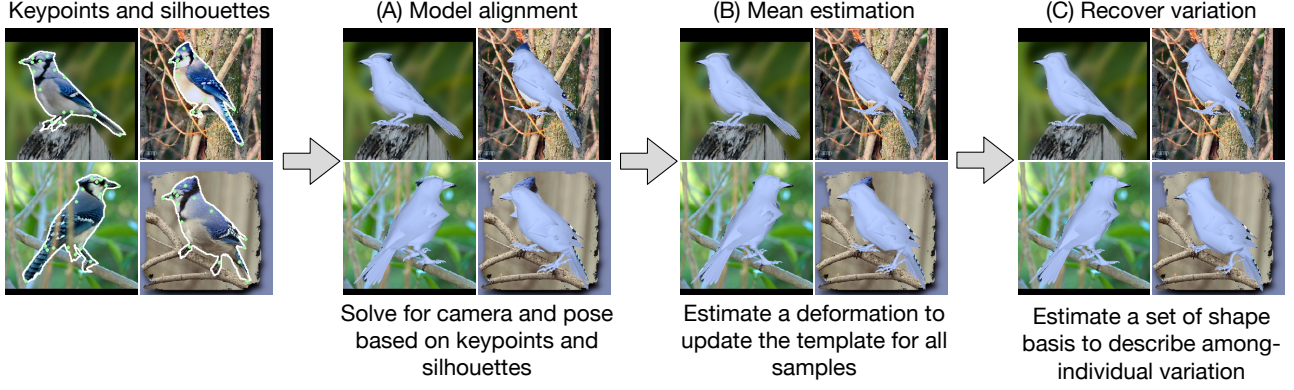 Keypoints and silhouettes
(A) Model alignment
(B) Mean estimation
(C) Recover variation
Solve for camera and pose
based on keypoints and
silhouettes
Estimate a deformation to
update the template for all
samples
Estimate a set of shape
basis to describe among-
individual variation